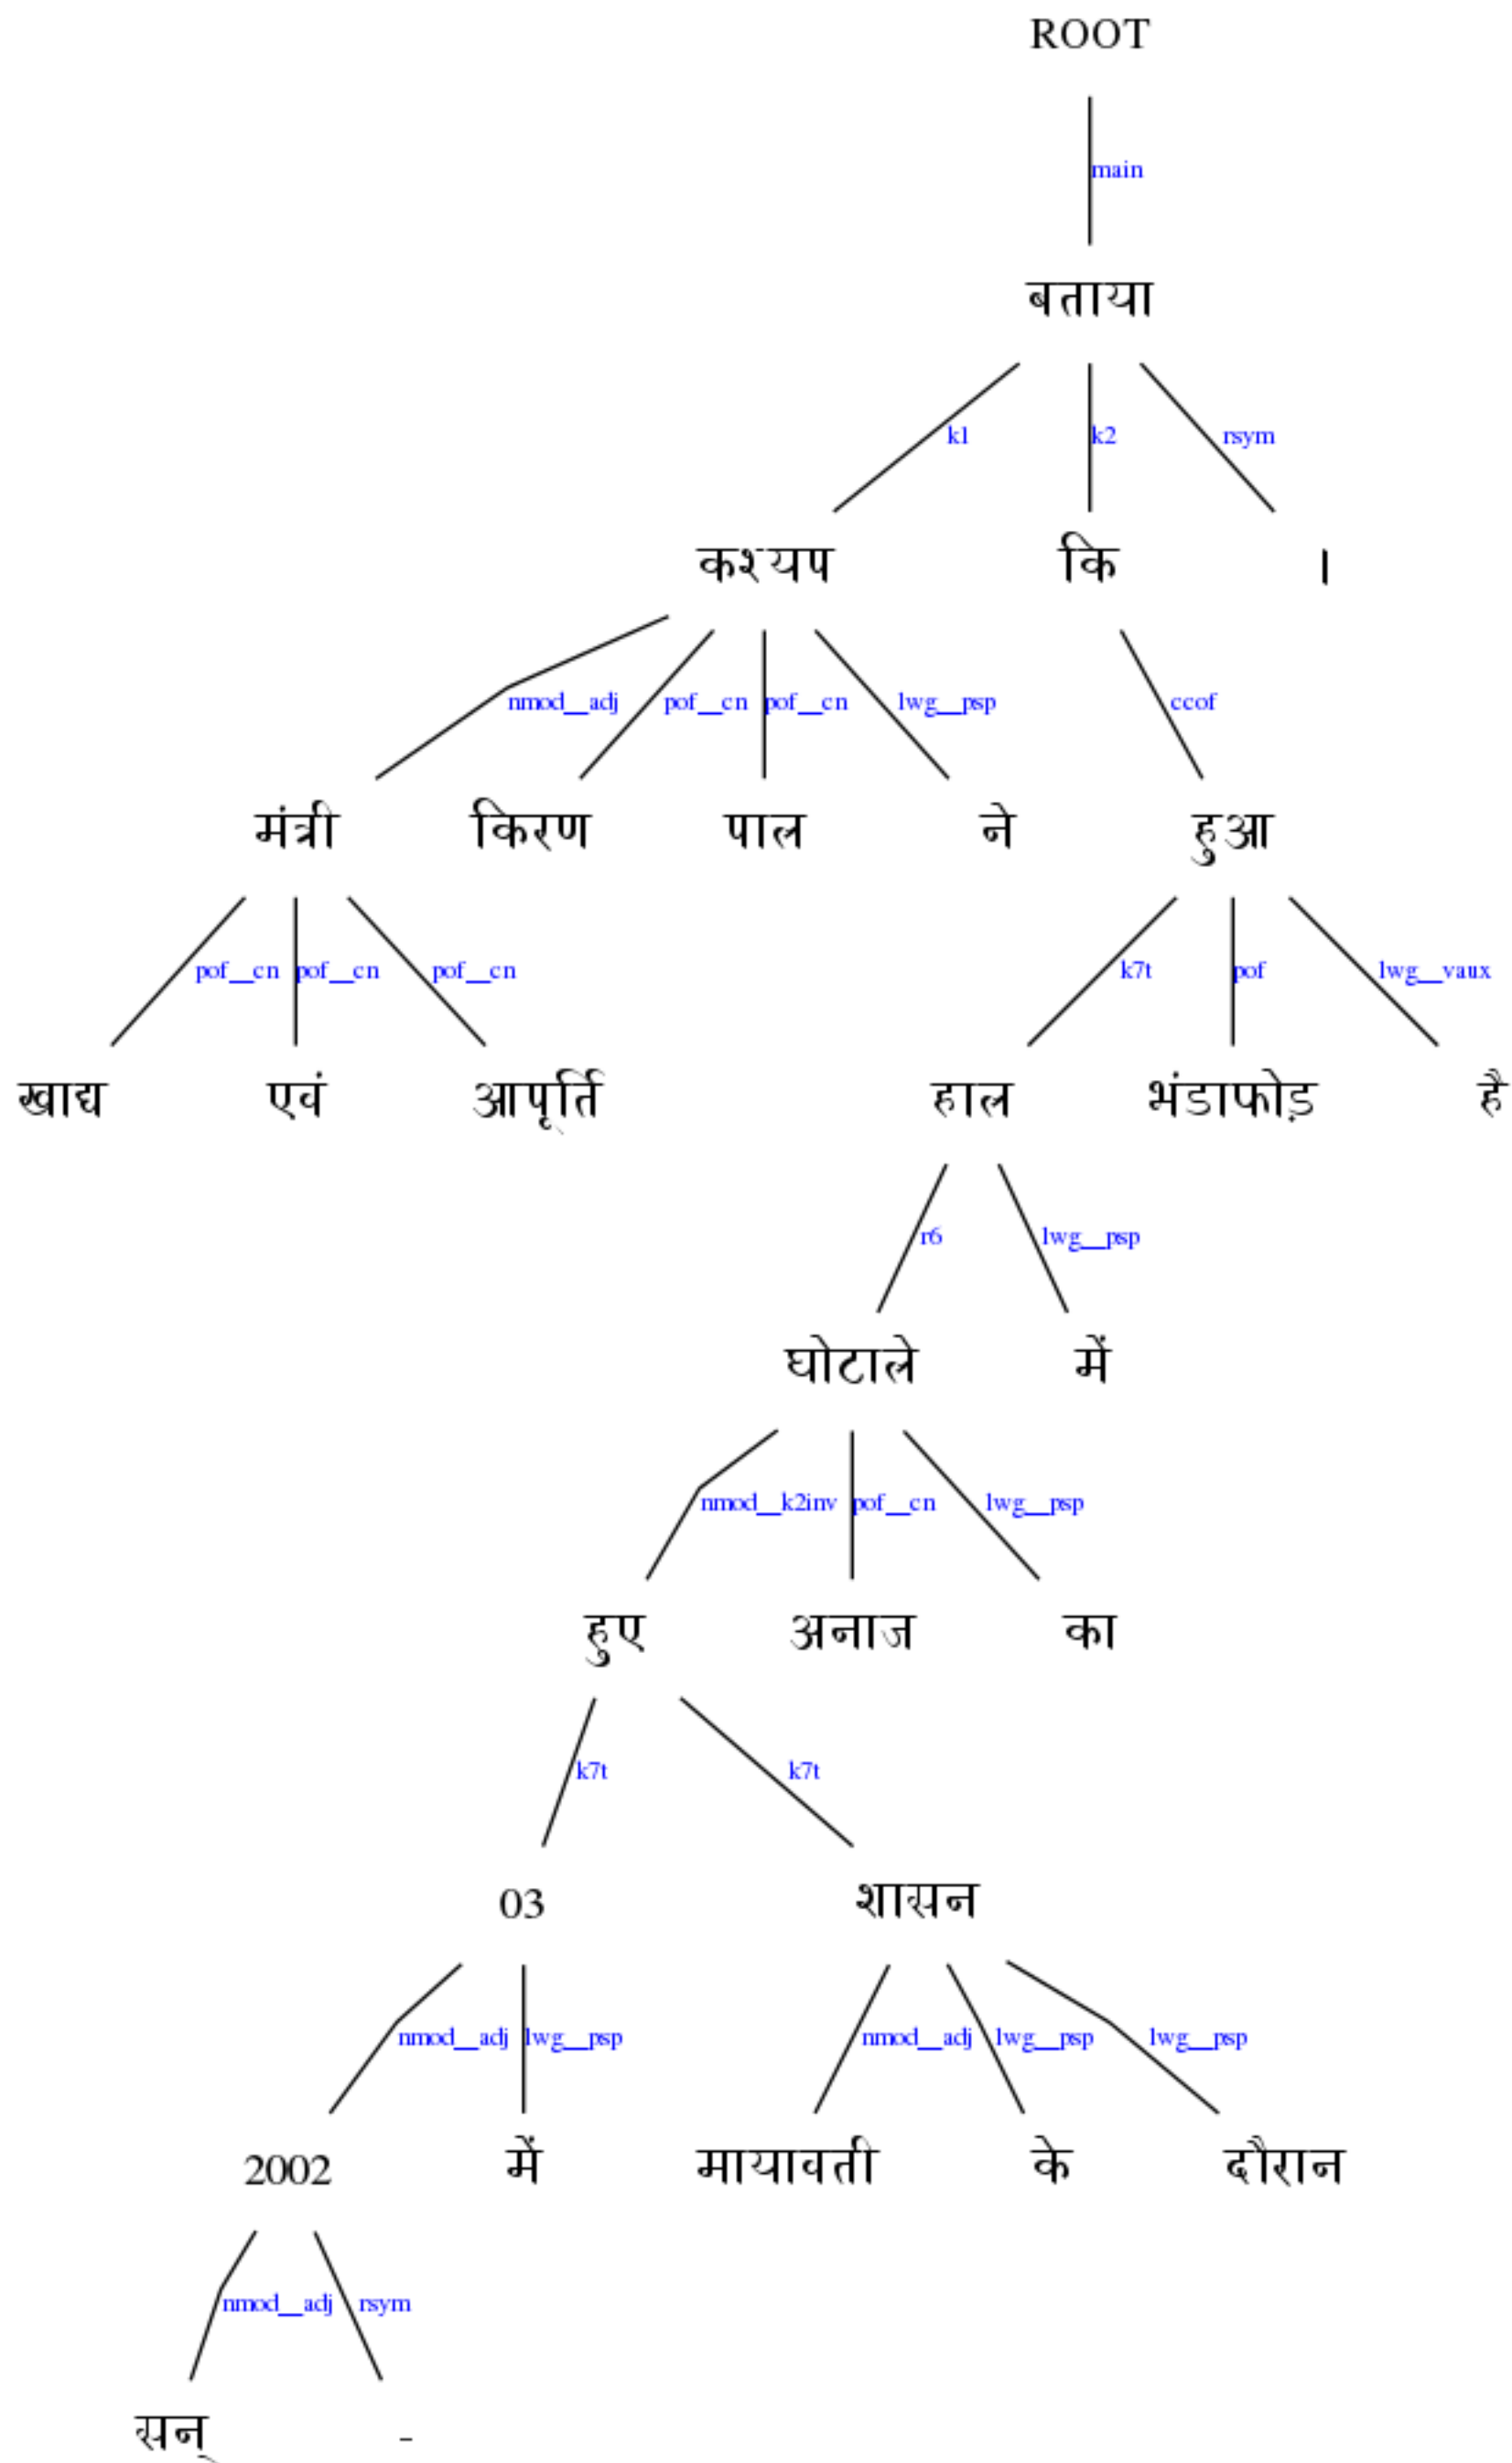 ROOT
main
बताया
k1 k2 rsym
कश्यप कि ।
nmod__adj pof__cn pof__cn lwg__psp ccof
मंत्री किरण पाल ने हुआ
pof__cn pof__cn pof__cn k7t pof lwg__vaux
खाद्य एवं आपूर्ति हाल भंडाफोड़ है
r6 lwg__psp
घोटाले में
nmod__k2inv pof__cn lwg__psp
हुए अनाज का
k7t k7t
03 शासन
nmod__adj lwg__psp nmod__adj lwg__psp lwg__psp
2002 में मायावती के दौरान
nmod__adj rsym
सन् -